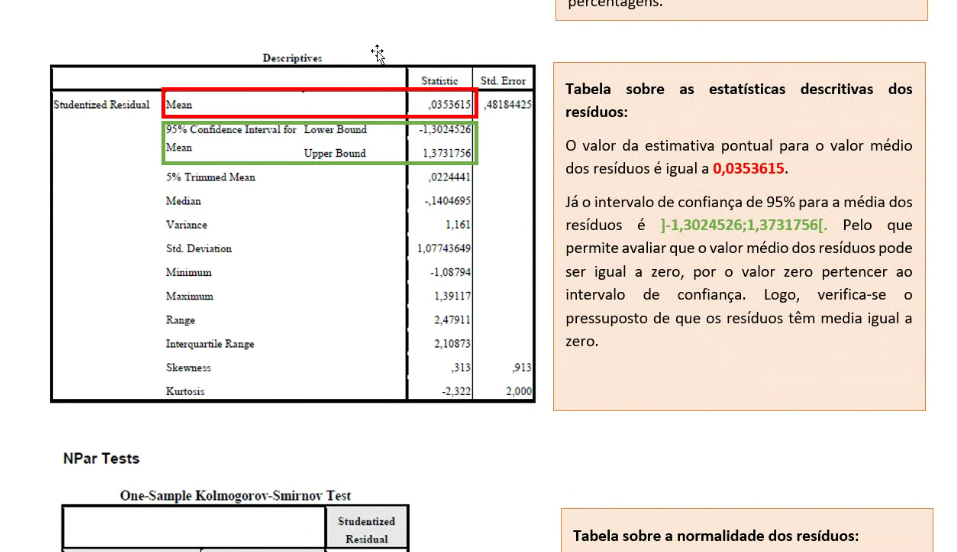 percentagens.
Descriptives
Statistic Std. Error
Studentized Residual Mean ,0353615 ,48184425
95% Confidence Interval for Lower Bound -1,3024526
Mean
Upper Bound 1,3731756
5% Trimmed Mean ,0224441
Median -,1404695
Variance 1,161
Std. Deviation 1,07743649
Minimum -1,08794
Maximum 1,39117
Range 2,47911
Interquartile Range 2,10873
Skewness ,313 ,913
Kurtosis -2,322 2,000
Tabela sobre as estatísticas descritivas dos
resíduos:
O valor da estimativa pontual para o valor médio
dos resíduos é igual a 0,0353615.
Já o intervalo de confiança de 95% para a média dos
resíduos é ]-1,3024526;1,3731756[. Pelo que
permite avaliar que o valor médio dos resíduos pode
ser igual a zero, por o valor zero pertencer ao
intervalo de confiança. Logo, verifica-se o
pressuposto de que os resíduos têm media igual a
zero.
NPar Tests
One-Sample Kolmogorov-Smirnov Test
Studentized
Residual
Tabela sobre a normalidade dos resíduos: